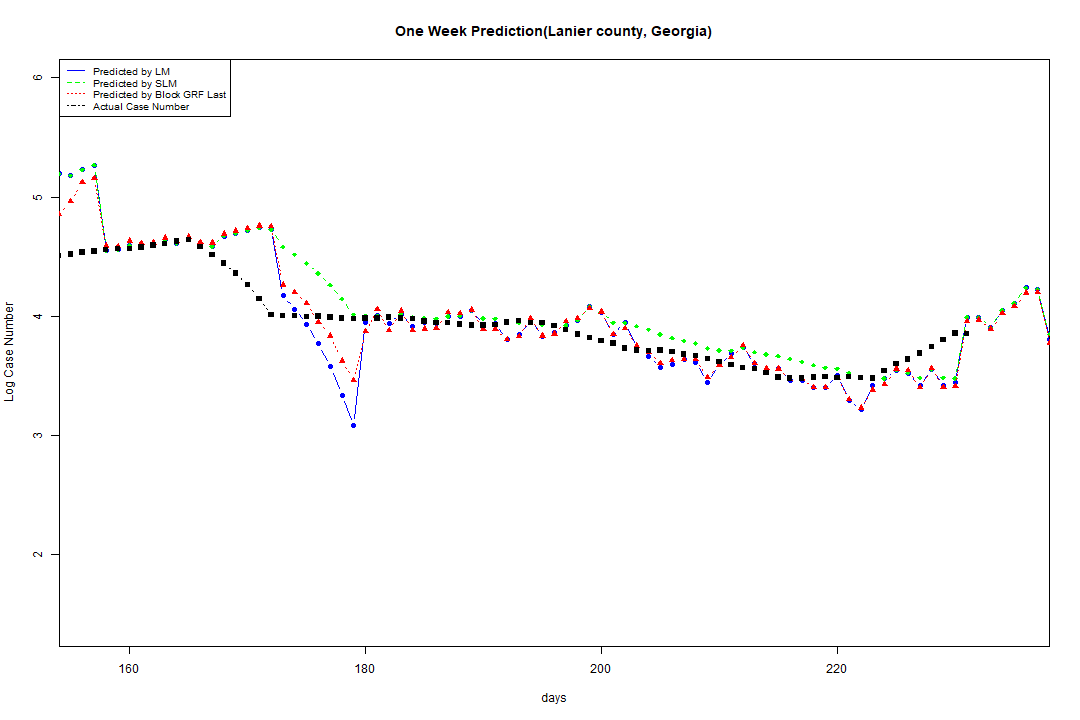 One Week Prediction(Lanier county, Georgia)
Predicted by LM
Predicted by SLM
Predicted by Block GRF Last
Actual Case Number
6
5
4
3
2
Log Case Number
160 180 200 220
days